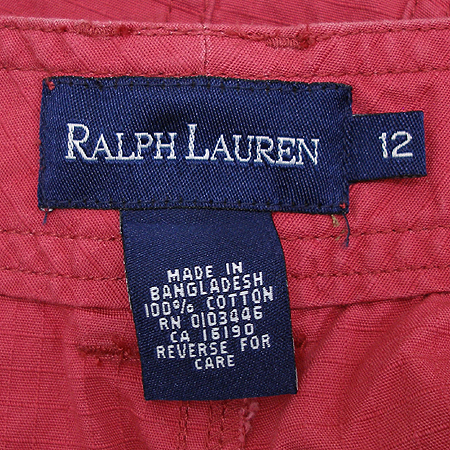 RALPH LAUREN
12
MADE IN
BANGLADESH
100% COTTON
RN 0103446
CA 16190
REVERSE FOR
CARE